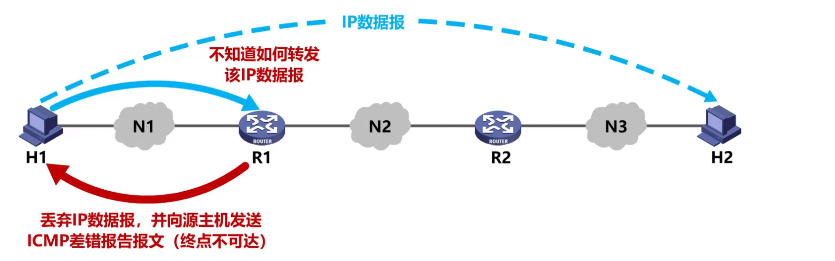 IP数据报
不知道如何转发
该IP数据报
N1
N2
N3
ROUTER
ROUTER
H1
R1
R2
H2
丢弃IP数据报，并向源主机发送
ICMP差错报告报文（终点不可达）